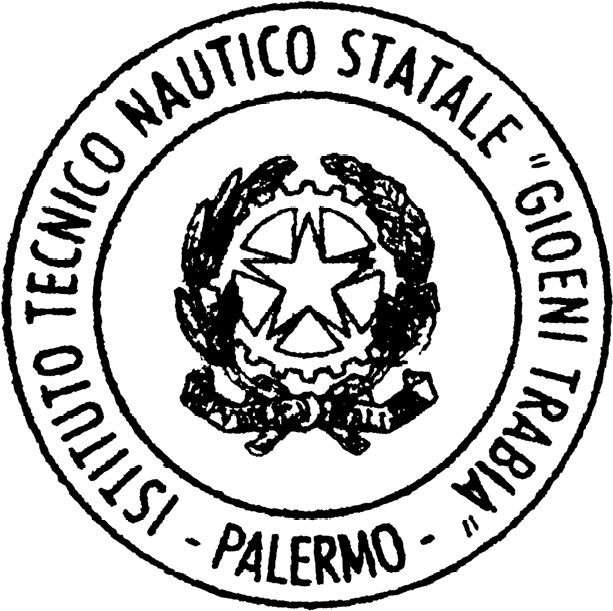 ISTITUTO TECNICO NAUTICO STATALE "GIOENI TRABIA"
- PALERMO -